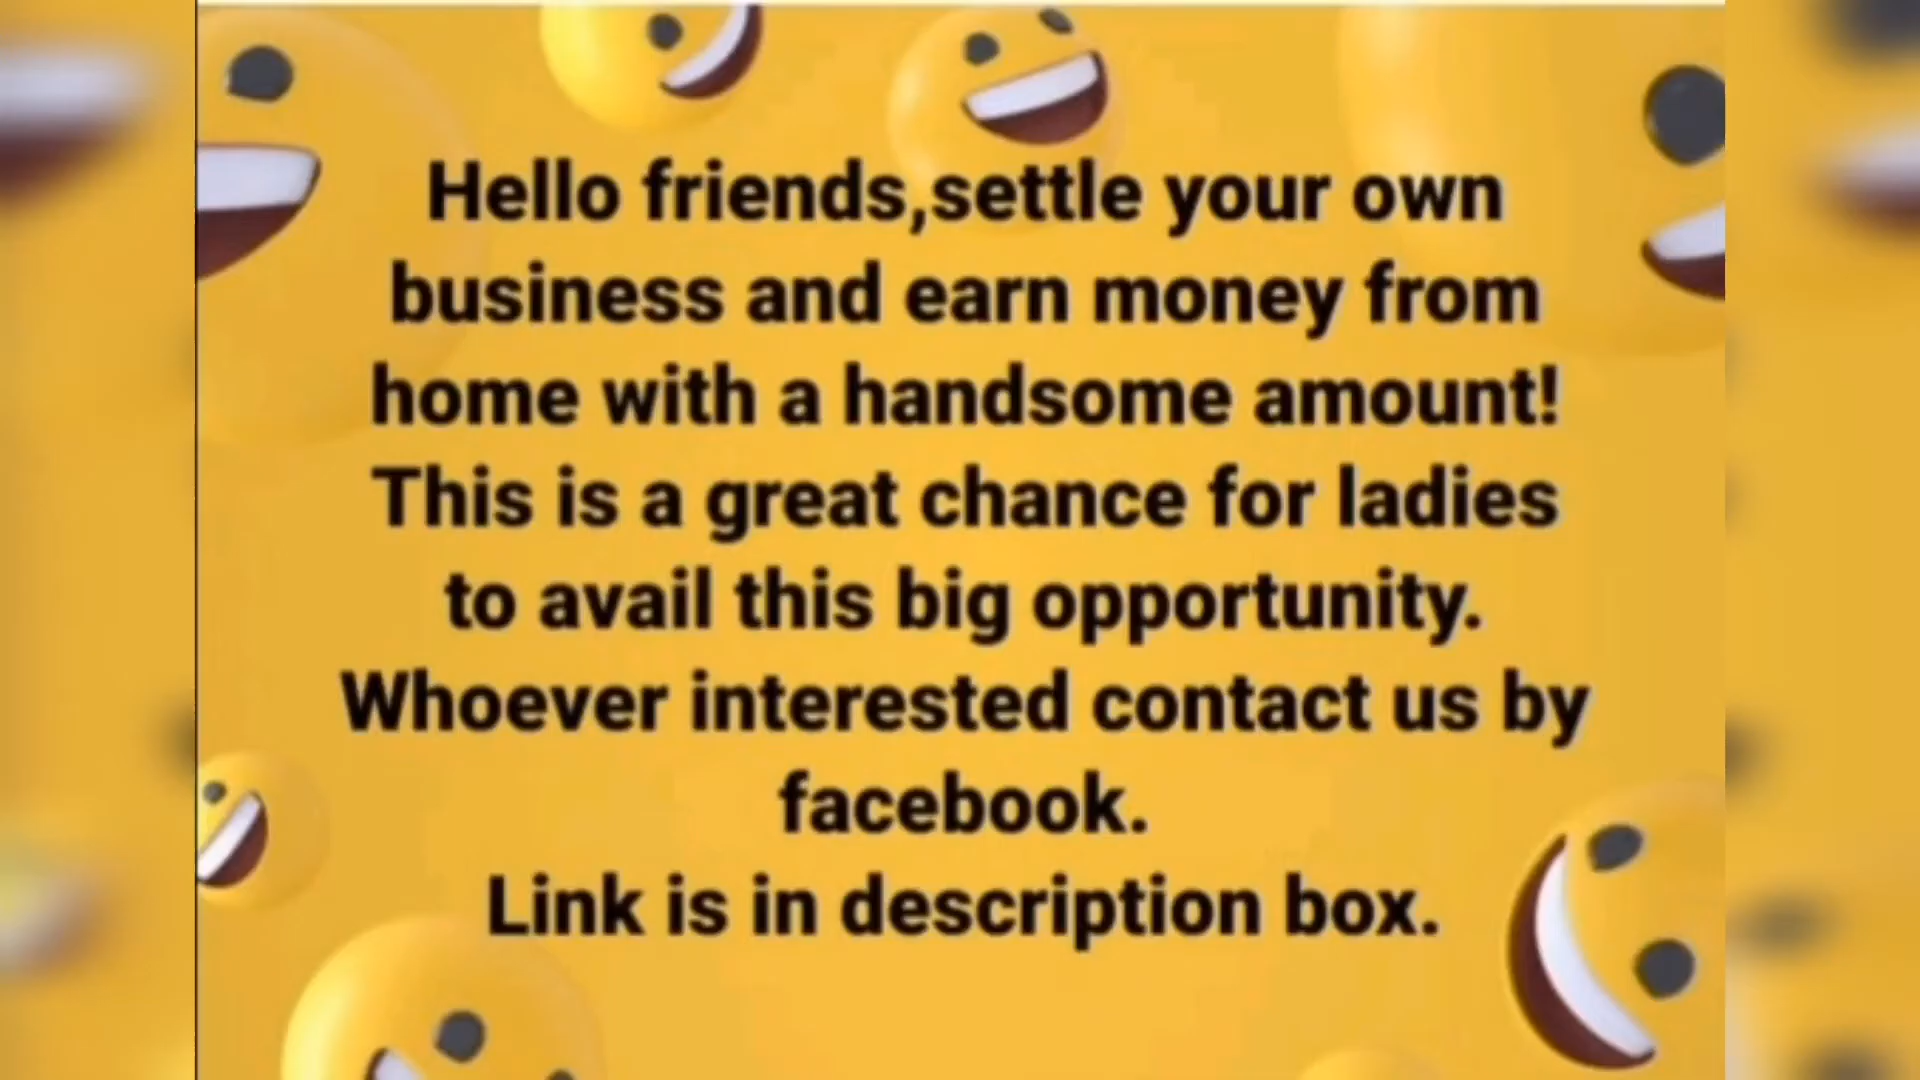 Hello friends,settle your own
business and earn money from
home with a handsome amount!
This is a great chance for ladies
to avail this big opportunity.
Whoever interested contact us by
facebook.
Link is in description box.